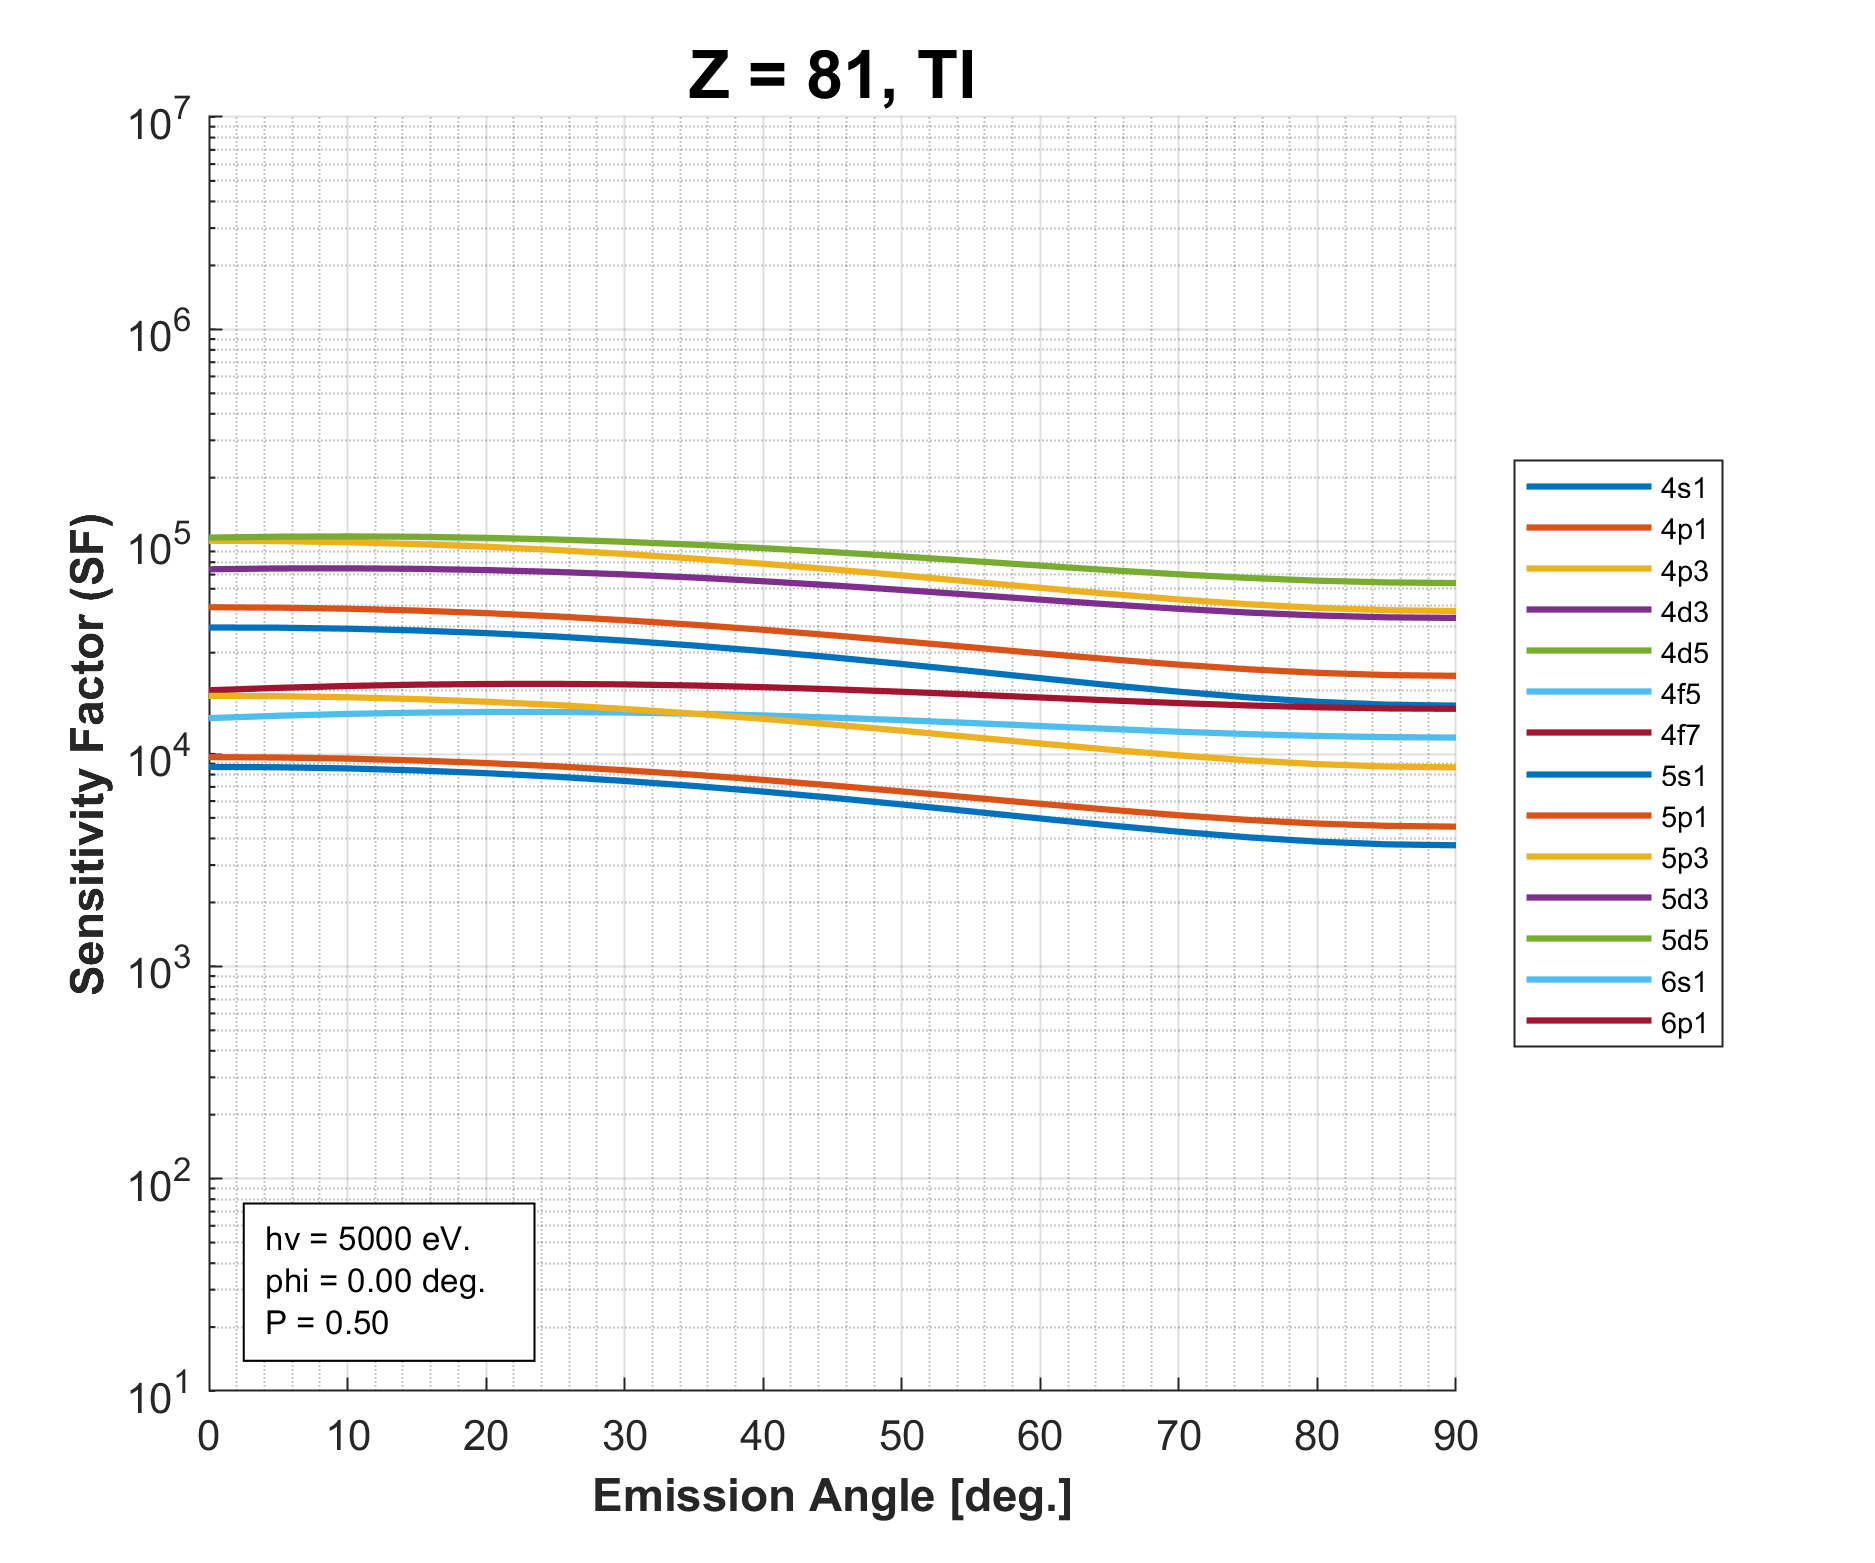 Z = 81, Tl
10^7
10^6
10^5
10^4
10^3
10^2
10^1
Sensitivity Factor (SF)
0 10 20 30 40 50 60 70 80 90
Emission Angle [deg.]
hv = 5000 eV.
phi = 0.00 deg.
P = 0.50
4s1
4p1
4p3
4d3
4d5
4f5
4f7
5s1
5p1
5p3
5d3
5d5
6s1
6p1